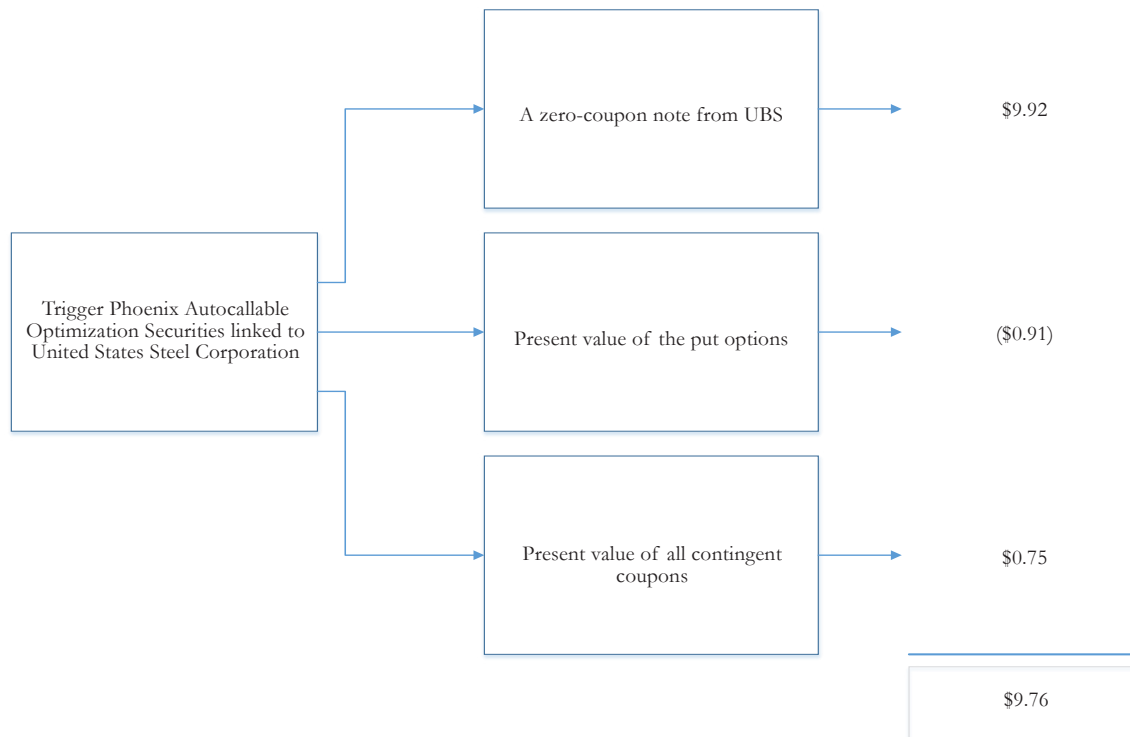 A zero-coupon note from UBS
$9.92
Trigger Phoenix Autocallable
Optimization Securities linked to
United States Steel Corporation
Present value of the put options
($0.91)
Present value of all contingent
coupons
$0.75
$9.76